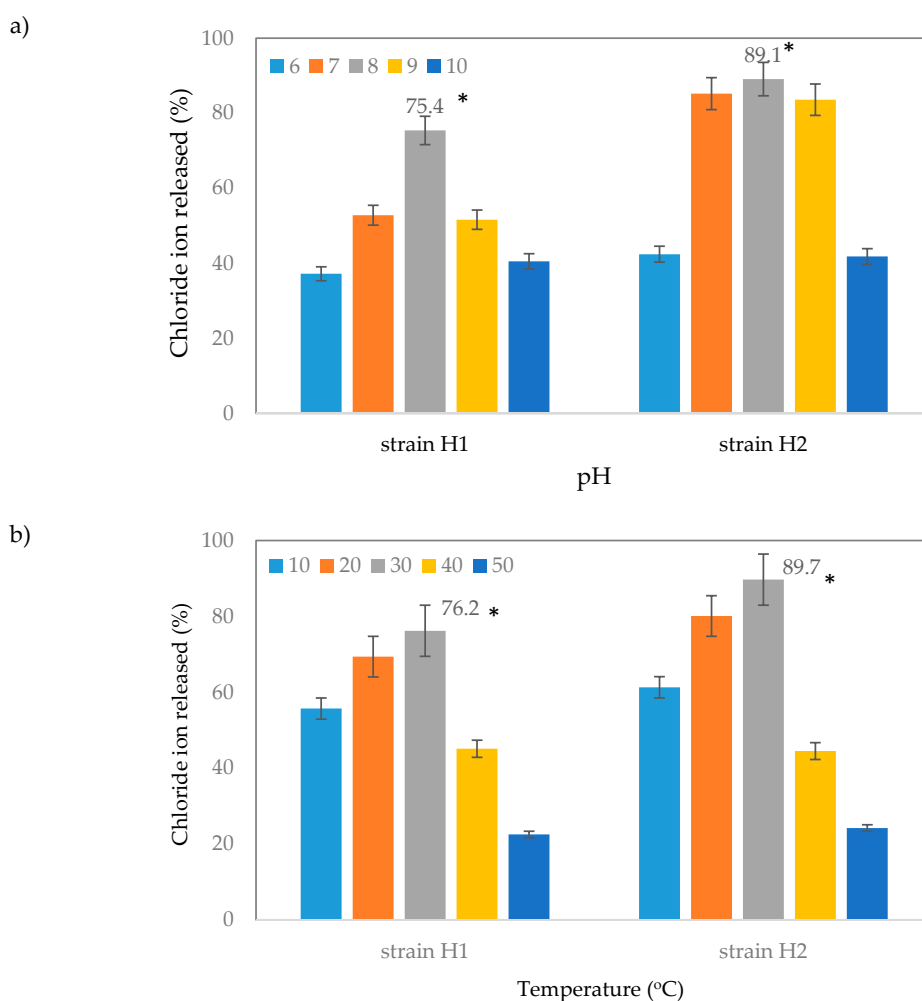 a)
100
80
60
40
20
0
Chloride ion released (%)
6 7 8 9 10
75.4 *
89.1 *
strain H1 strain H2
pH
b)
100
80
60
40
20
0
Chloride ion released (%)
10 20 30 40 50
76.2 *
89.7 *
strain H1 strain H2
Temperature (°C)